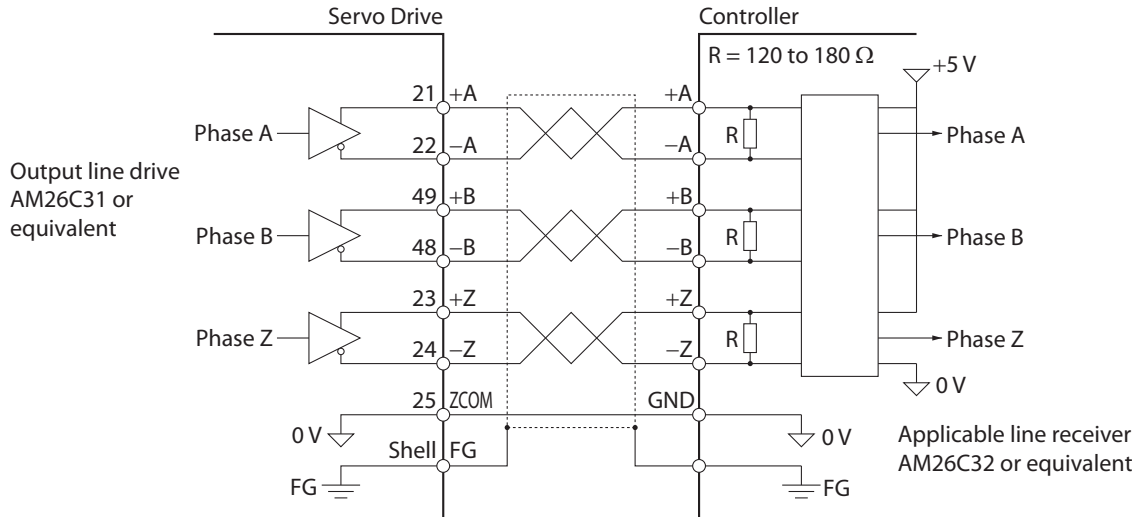 Servo Drive
Controller
R = 120 to 180 Ω
+5 V
21 +A
+A
Phase A
R
Phase A
22 −A
−A
Output line drive
AM26C31 or
equivalent
49 +B
+B
Phase B
R
Phase B
48 −B
−B
23 +Z
+Z
Phase Z
R
Phase Z
24 −Z
−Z
0 V
25 ZCOM
GND
0 V
0 V
Applicable line receiver
AM26C32 or equivalent
Shell FG
FG
FG